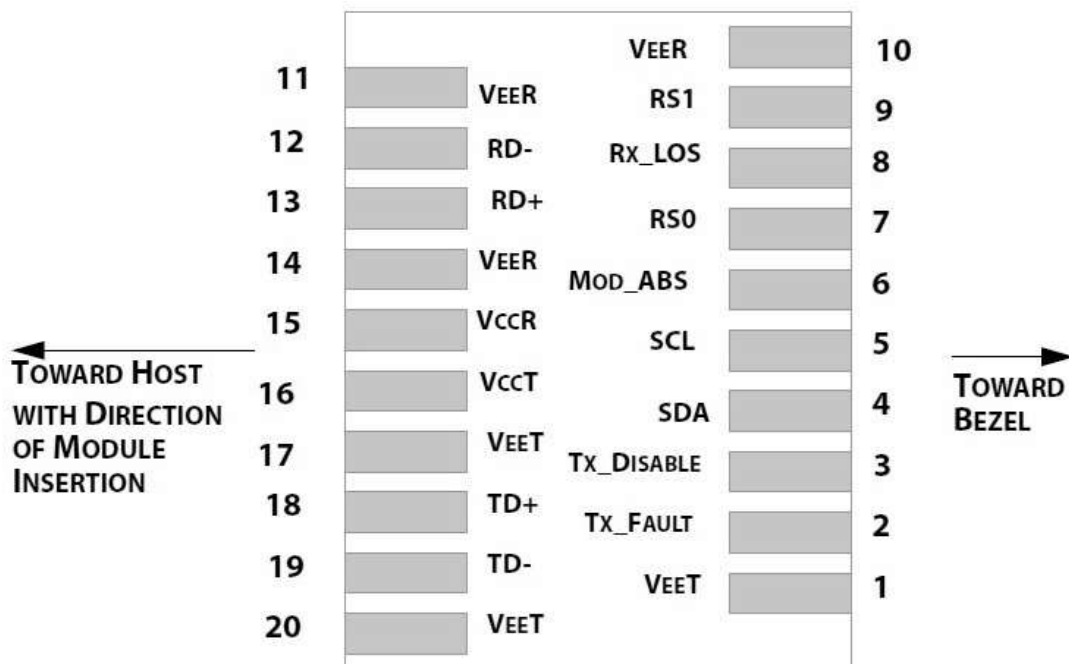 VEER 10
11 VEER
RS1 9
12 RD-
RX_LOS 8
13 RD+
RS0 7
14 VEER
MOD_ABS 6
15 VCCR
SCL 5
TOWARD HOST
WITH DIRECTION
OF MODULE
INSERTION
TOWARD
BEZEL
16 VCCT
SDA 4
17 VEET
TX_DISABLE 3
18 TD+
TX_FAULT 2
19 TD-
VEET 1
20 VEET